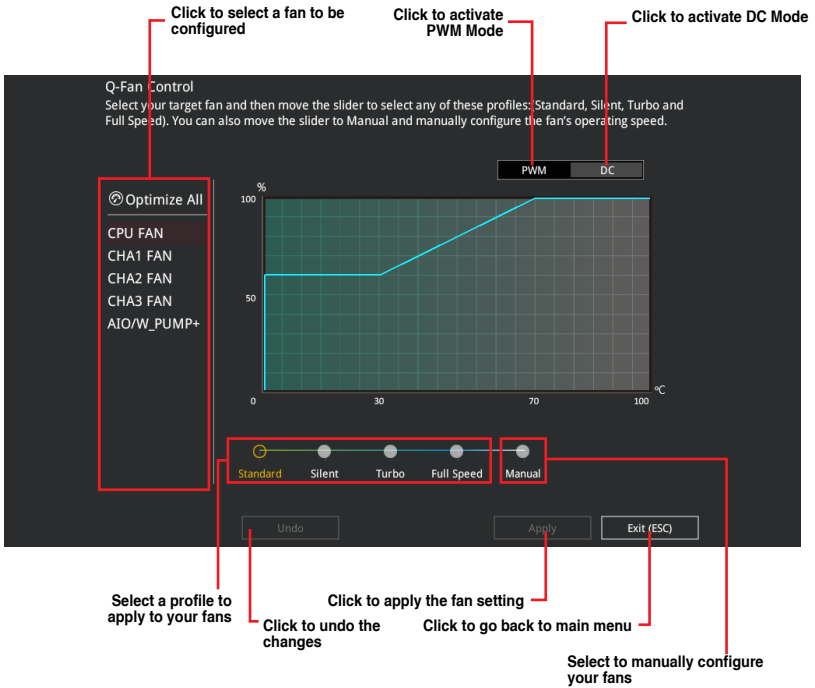 Click to select a fan to be
configured
Click to activate
PWM Mode
Click to activate DC Mode
Q-Fan Control
Select your target fan and then move the slider to select any of these profiles: Standard, Silent, Turbo and
Full Speed). You can also move the slider to Manual and manually configure the fan's operating speed.
PWM
DC
Optimize All
CPU FAN
CHA1 FAN
CHA2 FAN
CHA3 FAN
AIO/W_PUMP+
%
100
50
0
30
70
100
ºC
Standard
Silent
Turbo
Full Speed
Manual
Undo
Apply
Exit (ESC)
Select a profile to
apply to your fans
Click to undo the
changes
Click to apply the fan setting
Click to go back to main menu
Select to manually configure
your fans